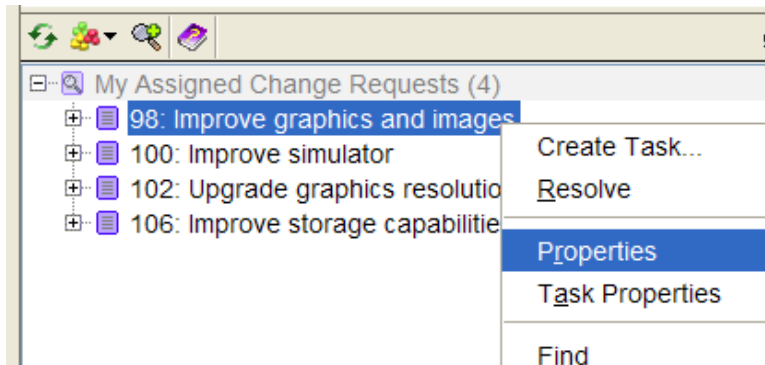 My Assigned Change Requests (4)
98: Improve graphics and images
100: Improve simulator
102: Upgrade graphics resolutio
106: Improve storage capabilitie
Create Task...
Resolve
Properties
Task Properties
Find